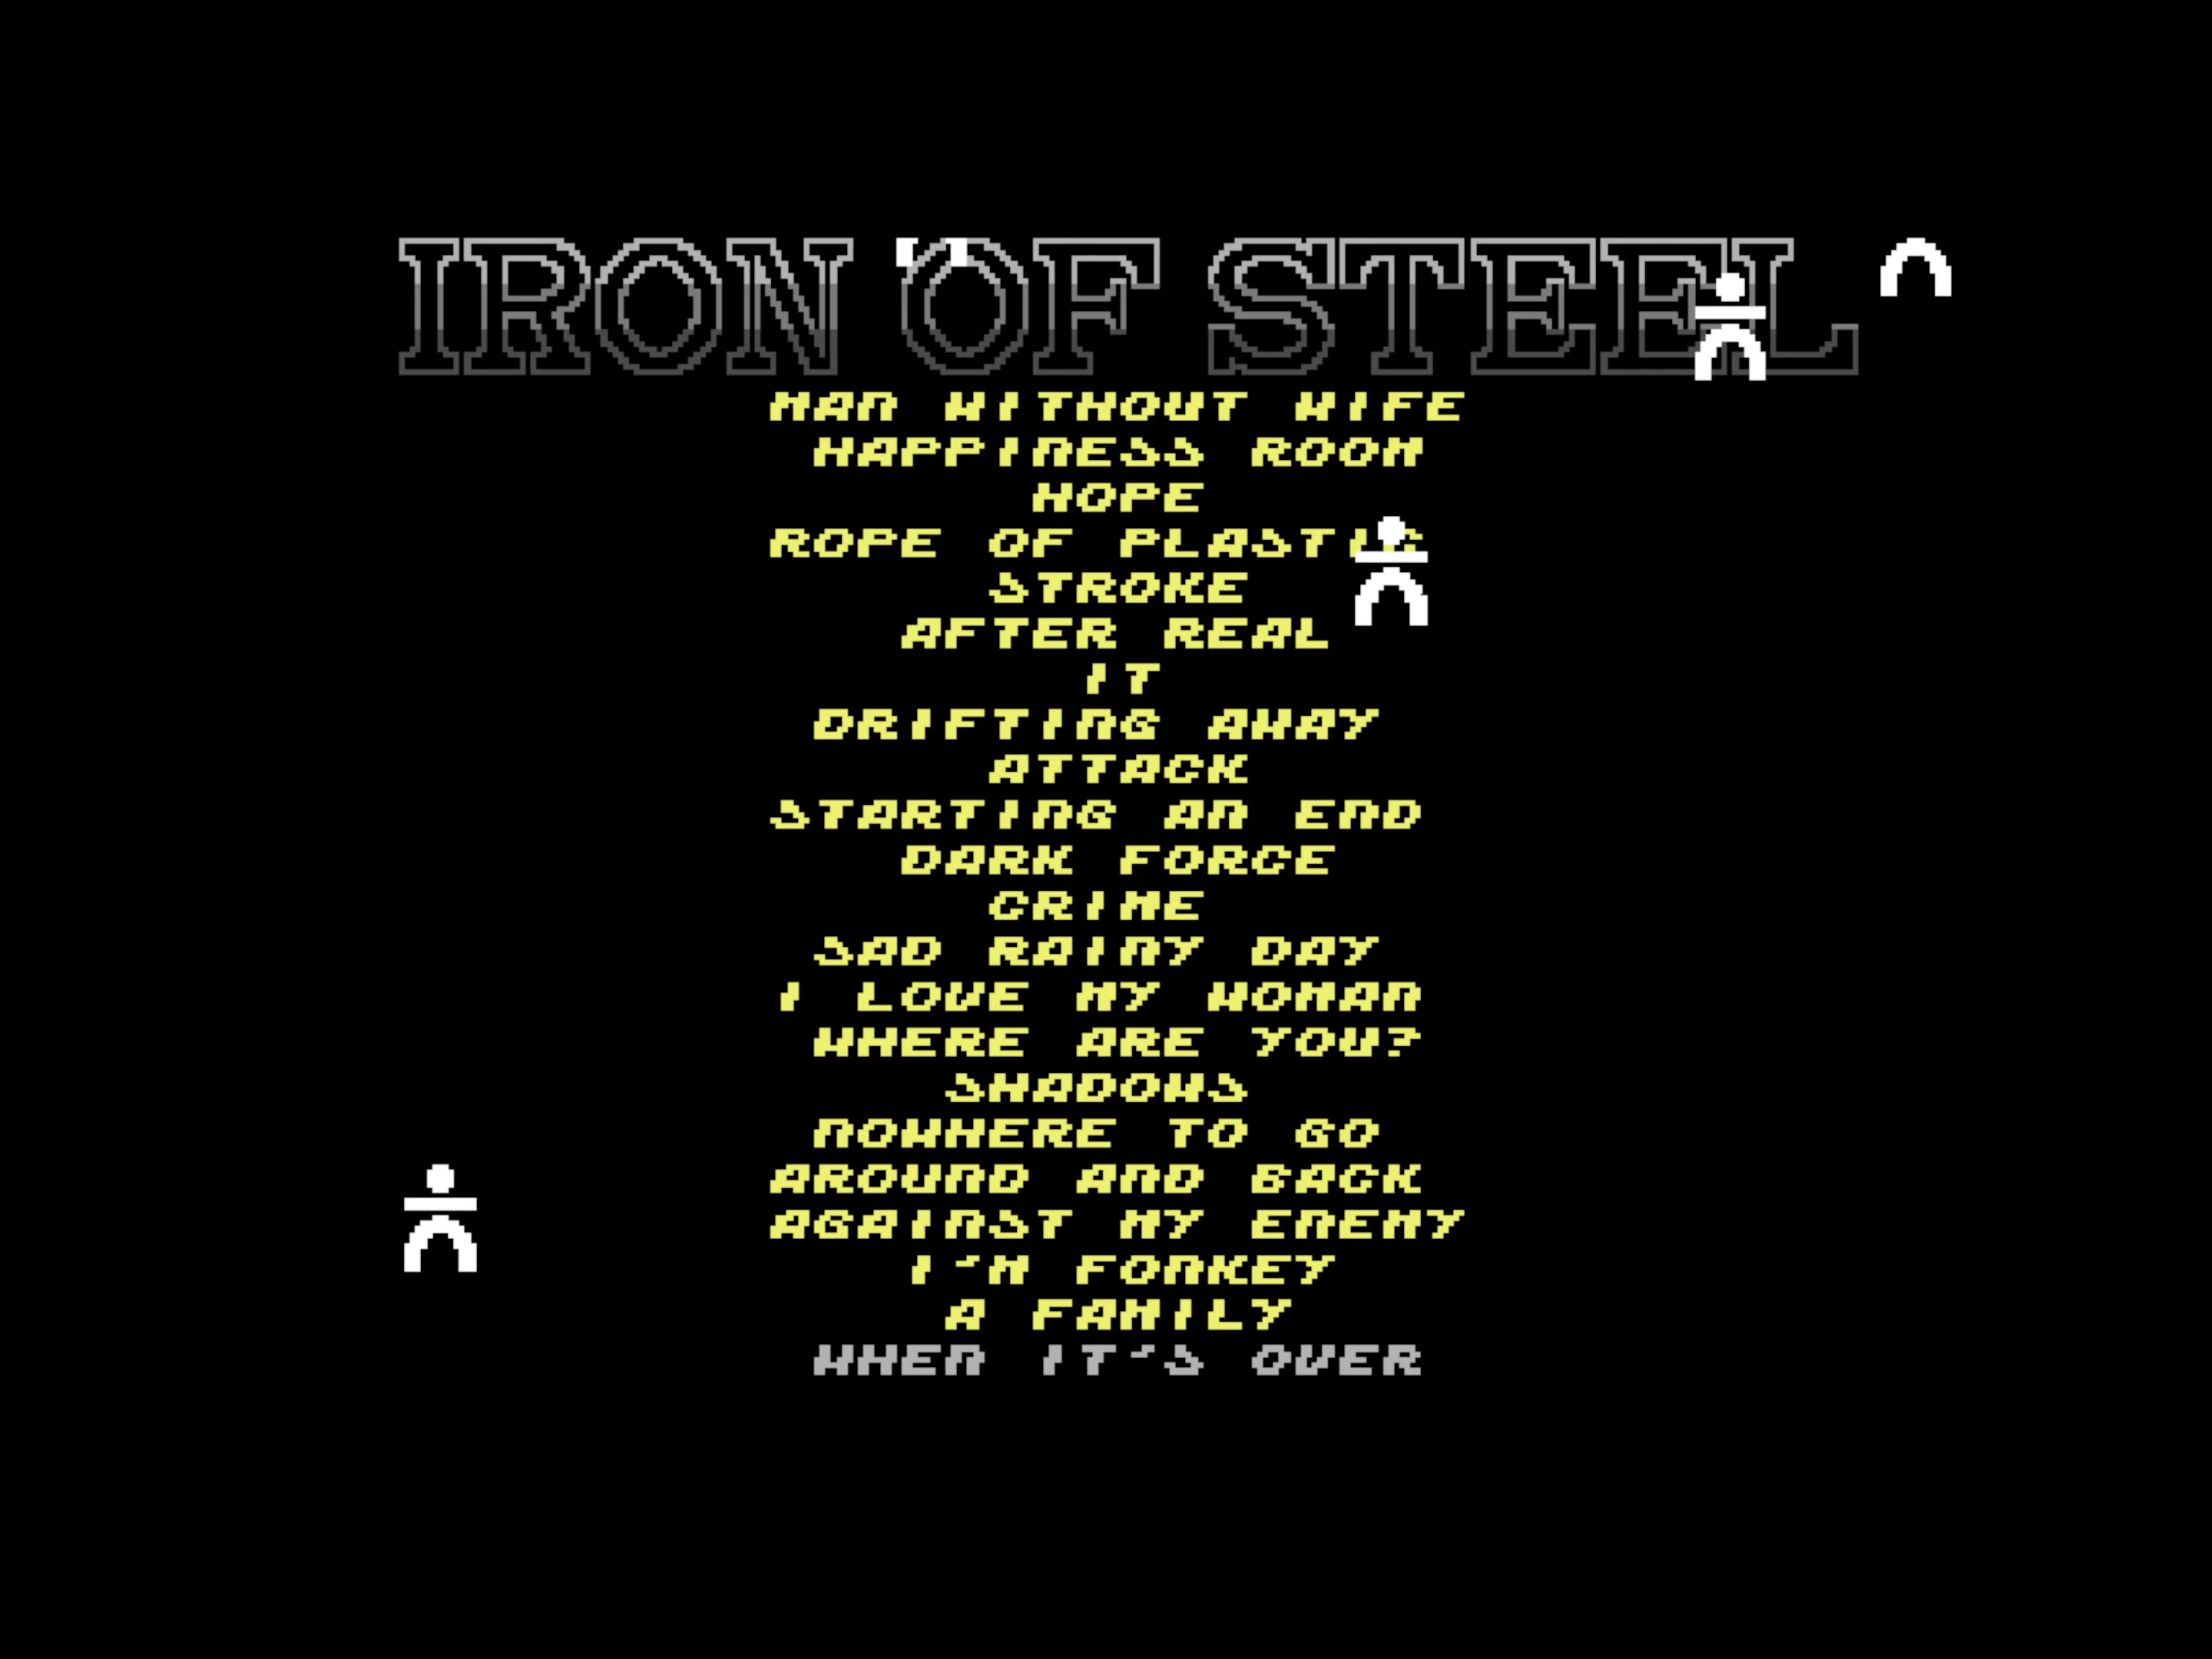 IRON OF STEEL
MAN WITHOUT WIFE
HAPPINESS ROOM
HOPE
ROPE OF PLASTIC
STROKE
AFTER REAL
IT
DRIFTING AWAY
ATTACK
STARTING AN END
DARK FORCE
CRIME
SAD RAINY DAY
I LOVE MY WOMAN
WHERE ARE YOU?
SHADOWS
NOWHERE TO GO
AROUND AND BACK
AGAINST MY ENEMY
I'M FONKEY
A FAMILY
WHEN IT'S OVER